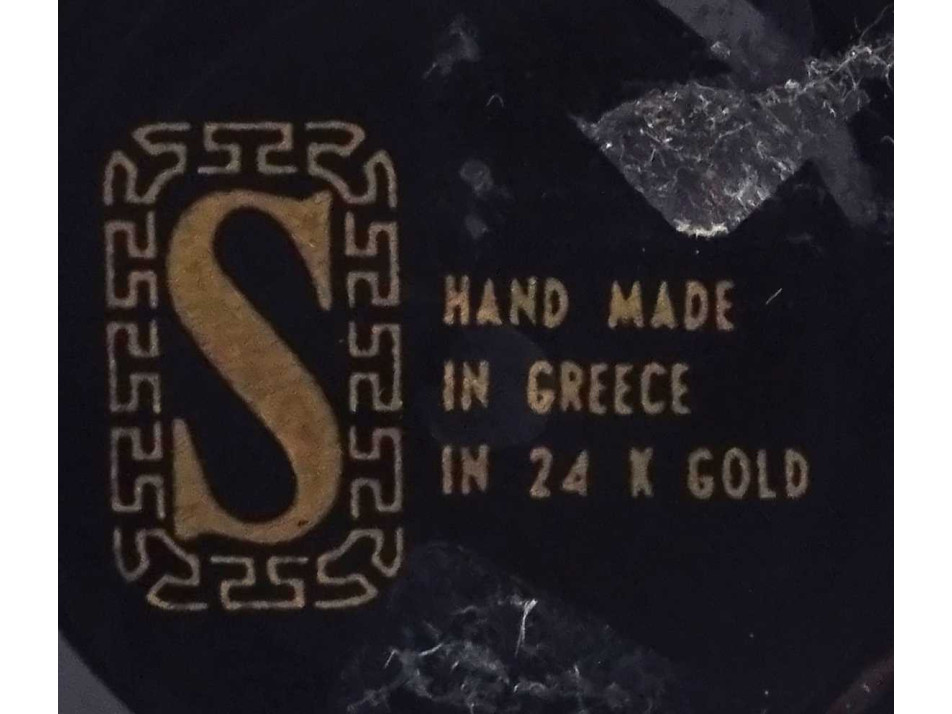 S
HAND MADE
IN GREECE
IN 24 K GOLD